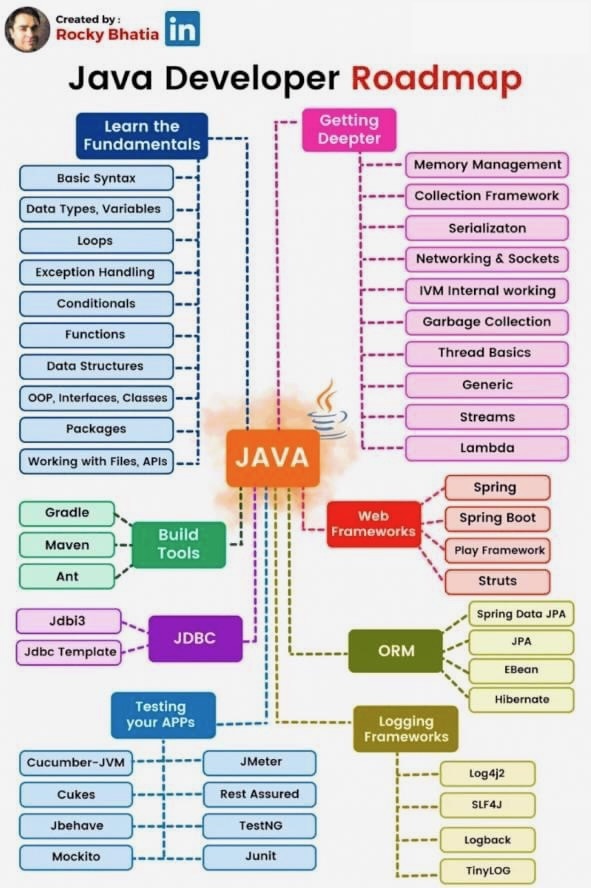 Created by :
Rocky Bhatia
in
Java Developer Roadmap
Learn the
Fundamentals
Basic Syntax
Data Types, Variables
Loops
Exception Handling
Conditionals
Functions
Data Structures
OOP, Interfaces, Classes
Packages
Working with Files, APIs
Getting
Deepter
Memory Management
Collection Framework
Serializaton
Networking & Sockets
IVM Internal working
Garbage Collection
Thread Basics
Generic
Streams
Lambda
JAVA
Gradle
Maven
Ant
Build
Tools
Web
Frameworks
Spring
Spring Boot
Play Framework
Struts
Jdbi3
Jdbc Template
JDBC
ORM
Spring Data JPA
JPA
EBean
Hibernate
Testing
your APPs
Cucumber-JVM
Cukes
Jbehave
Mockito
JMeter
Rest Assured
TestNG
Junit
Logging
Frameworks
Log4j2
SLF4J
Logback
TinyLOG